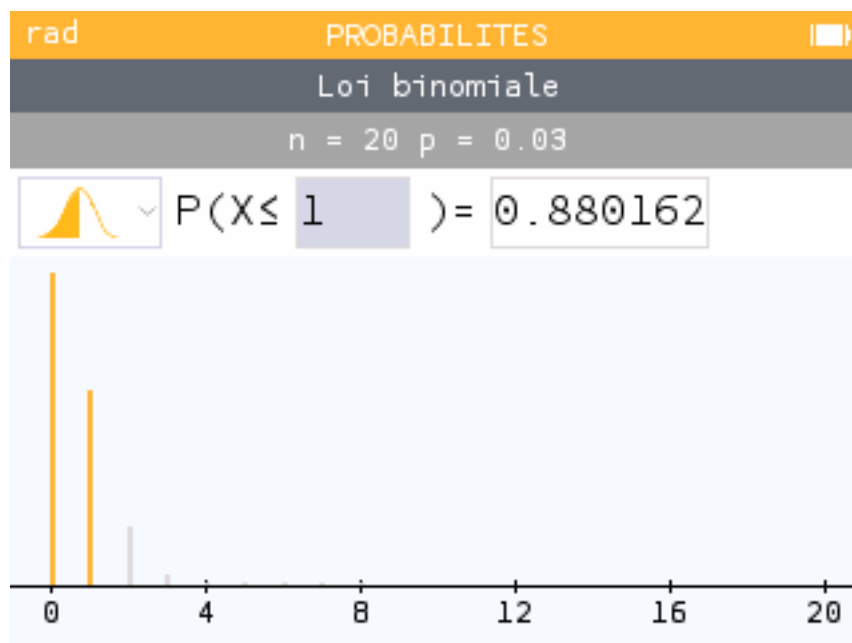 rad PROBABILITES
Loi binomiale
n = 20 p = 0.03
P(X≤ 1 )= 0.880162
0 4 8 12 16 20